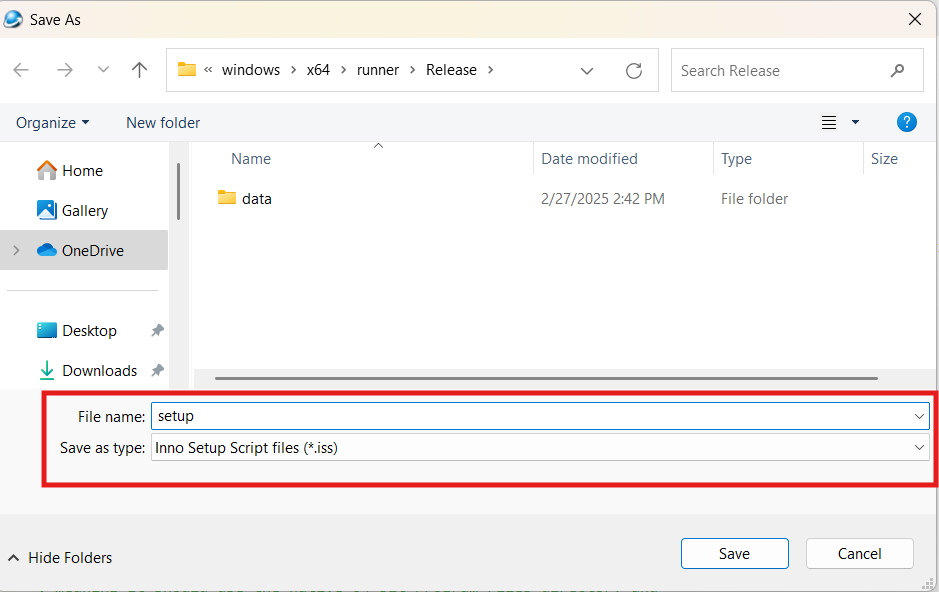 Save As
« windows > x64 > runner > Release >
Search Release
Organize
New folder
?
Name
Date modified
Type
Size
Home
Gallery
OneDrive
Desktop
Downloads
data
2/27/2025 2:42 PM
File folder
File name: setup
Save as type: Inno Setup Script files (*.iss)
Hide Folders
Save
Cancel